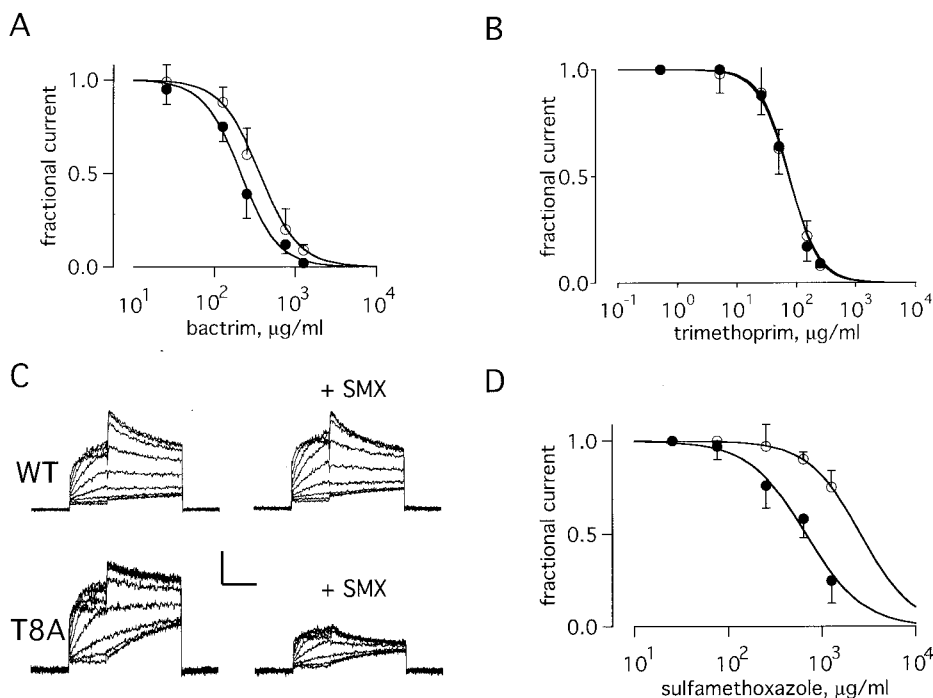 A
fractional current
1.0
0.5
0.0
10^1 10^2 10^3 10^4
bactrim, µg/ml
B
fractional current
1.0
0.5
0.0
10^-1 10^0 10^1 10^2 10^3 10^4
trimethoprim, µg/ml
C
+ SMX
WT
+ SMX
T8A
D
fractional current
1.0
0.5
0.0
10^1 10^2 10^3 10^4
sulfamethoxazole, µg/ml